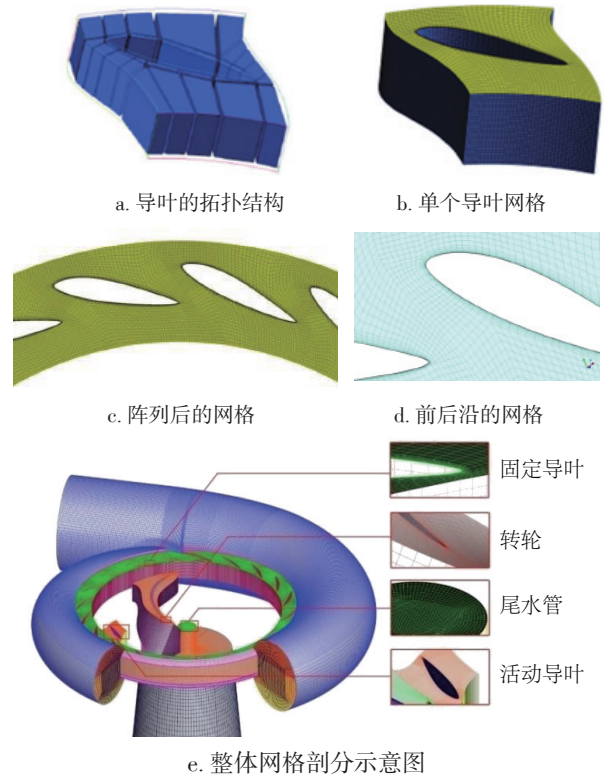 a. 导叶的拓扑结构
b. 单个导叶网格
c. 阵列后的网格
d. 前后沿的网格
固定导叶
转轮
尾水管
活动导叶
e. 整体网格剖分示意图